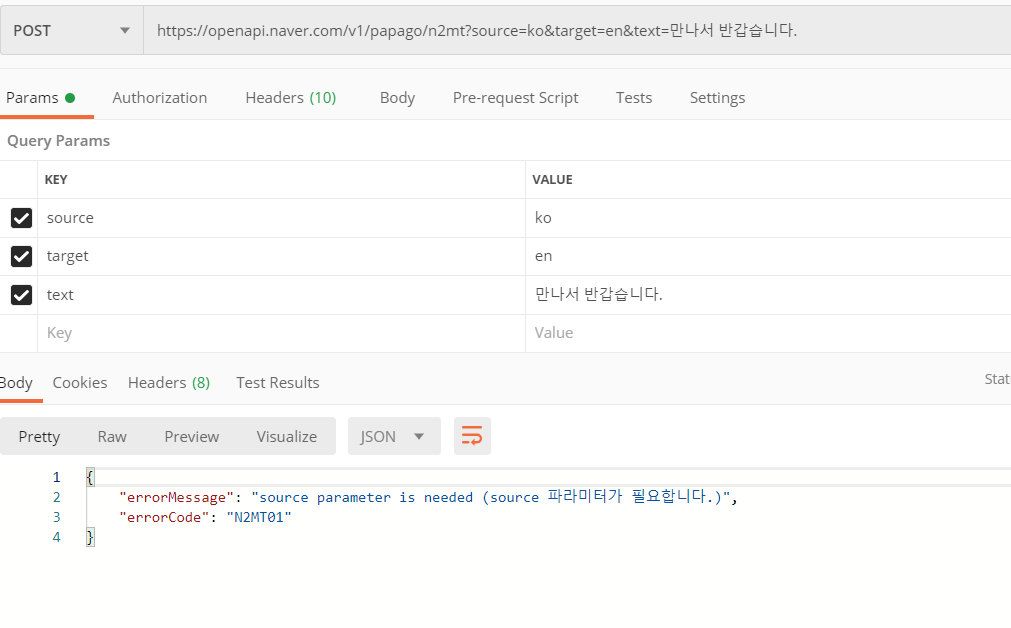 POST https://openapi.naver.com/v1/papago/n2mt?source=ko&target=en&text=만나서 반갑습니다.
Params Authorization Headers (10) Body Pre-request Script Tests Settings
Query Params
KEY VALUE
source ko
target en
text 만나서 반갑습니다.
Key Value
Body Cookies Headers (8) Test Results
Pretty Raw Preview Visualize JSON
1 {
2 "errorMessage": "source parameter is needed (source 파라미터가 필요합니다.)",
3 "errorCode": "N2MT01"
4 }